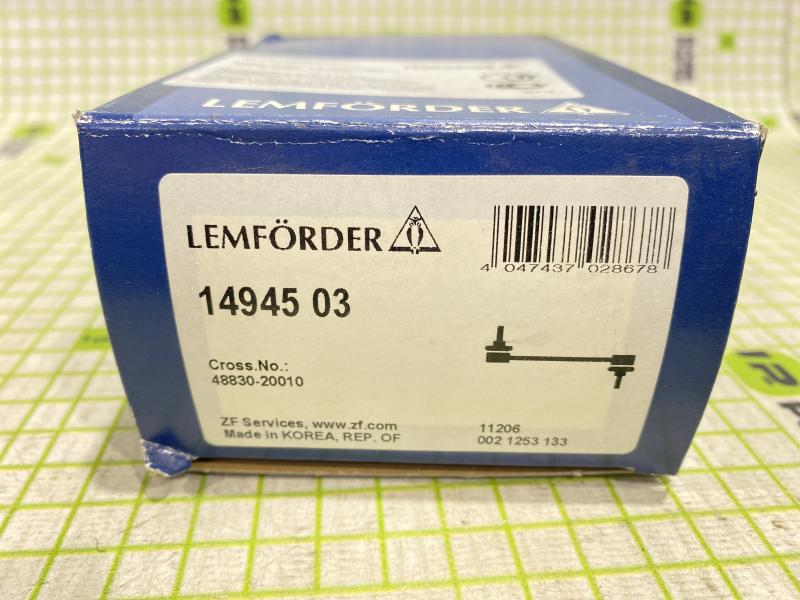 LEMFÖRDER
LEMFÖRDER
4 047437 028678
14945 03
Cross.No.:
48830-20010
ZF Services, www.zf.com
Made in KOREA, REP. OF
11206
002 1253 133